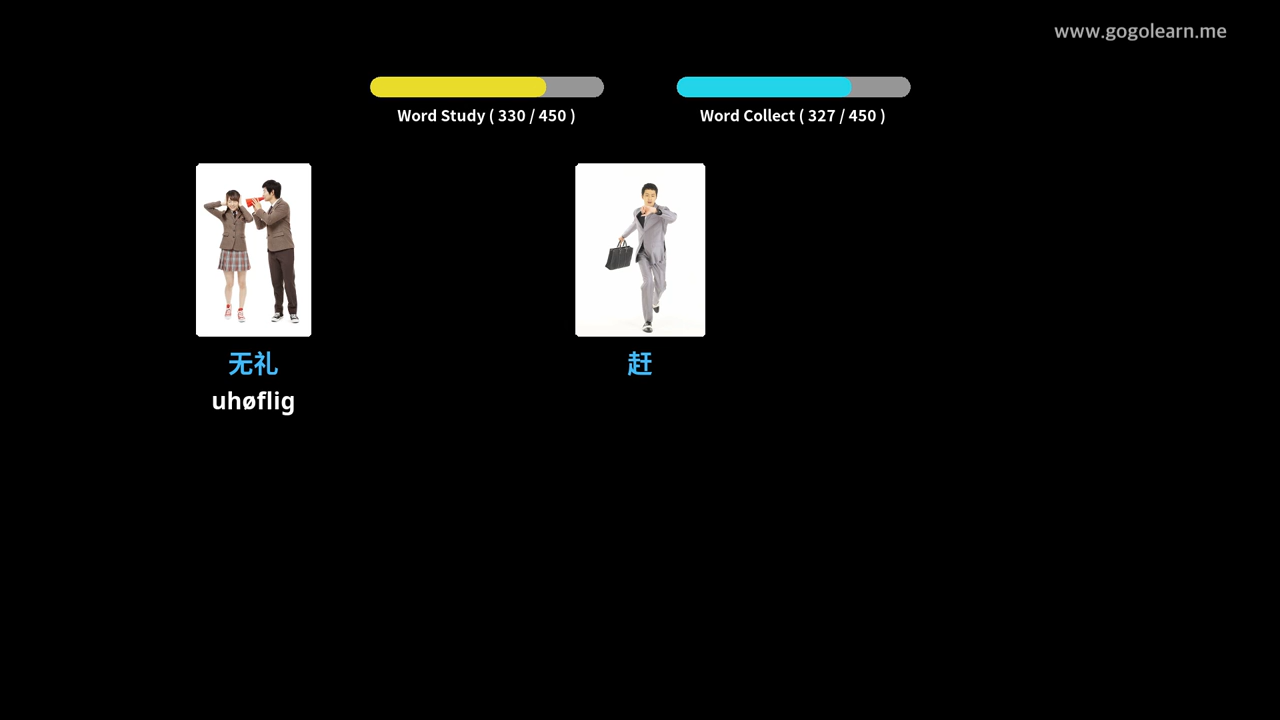 www.gogolearn.me
Word Study ( 330 / 450 )
Word Collect ( 327 / 450 )
无礼
赶
uhøflig